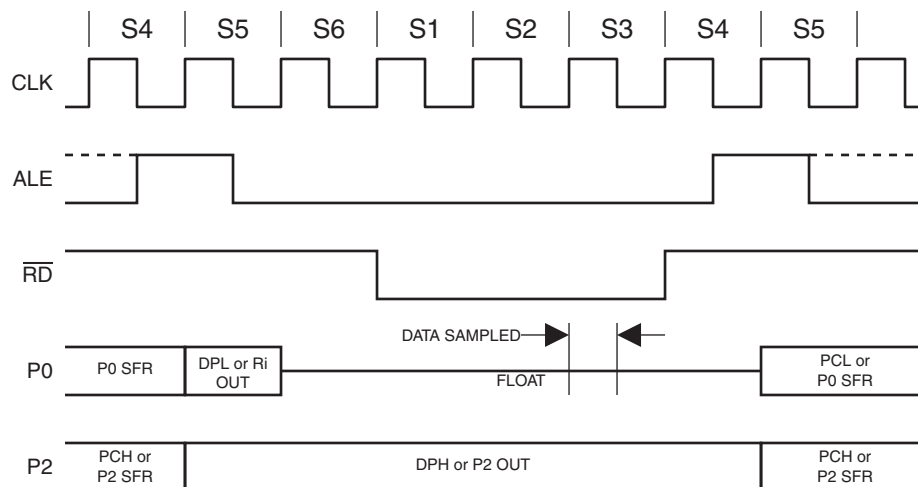 S4 S5 S6 S1 S2 S3 S4 S5
CLK
ALE
RD
DATA SAMPLED
P0
P0 SFR
DPL or Ri
OUT
FLOAT
PCL or
P0 SFR
P2
PCH or
P2 SFR
DPH or P2 OUT
PCH or
P2 SFR